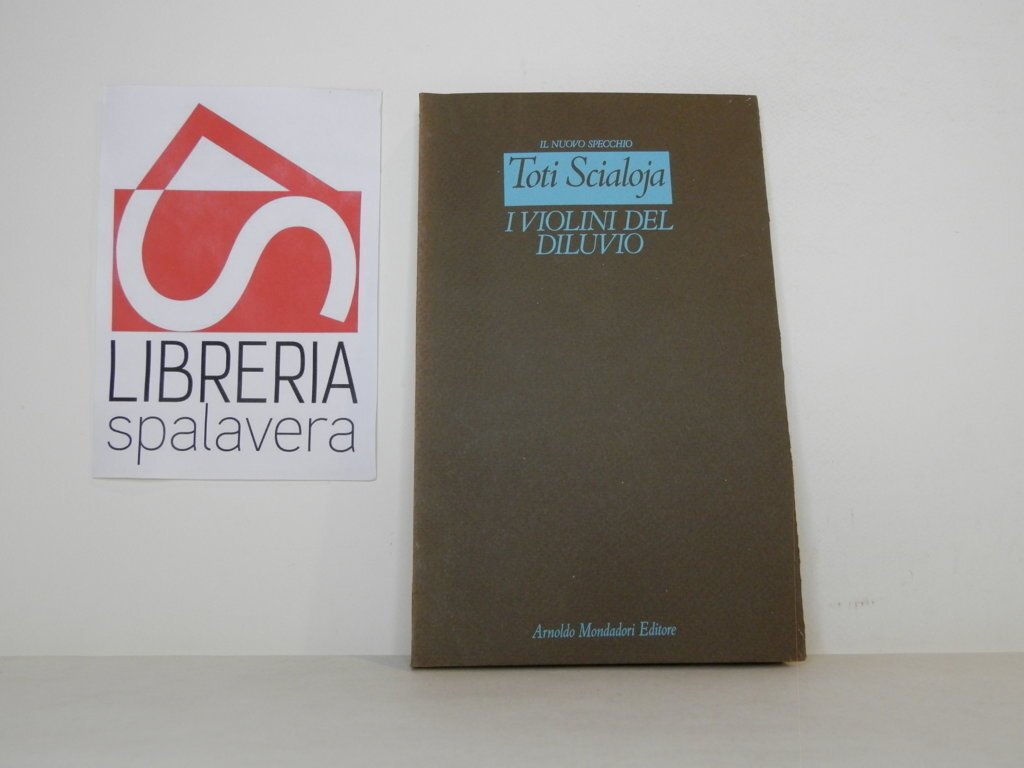 LIBRERIA
spalavera
IL NUOVO SPECCHIO
Toti Scialoja
I VIOLINI DEL
DILUVIO
Arnoldo Mondadori Editore